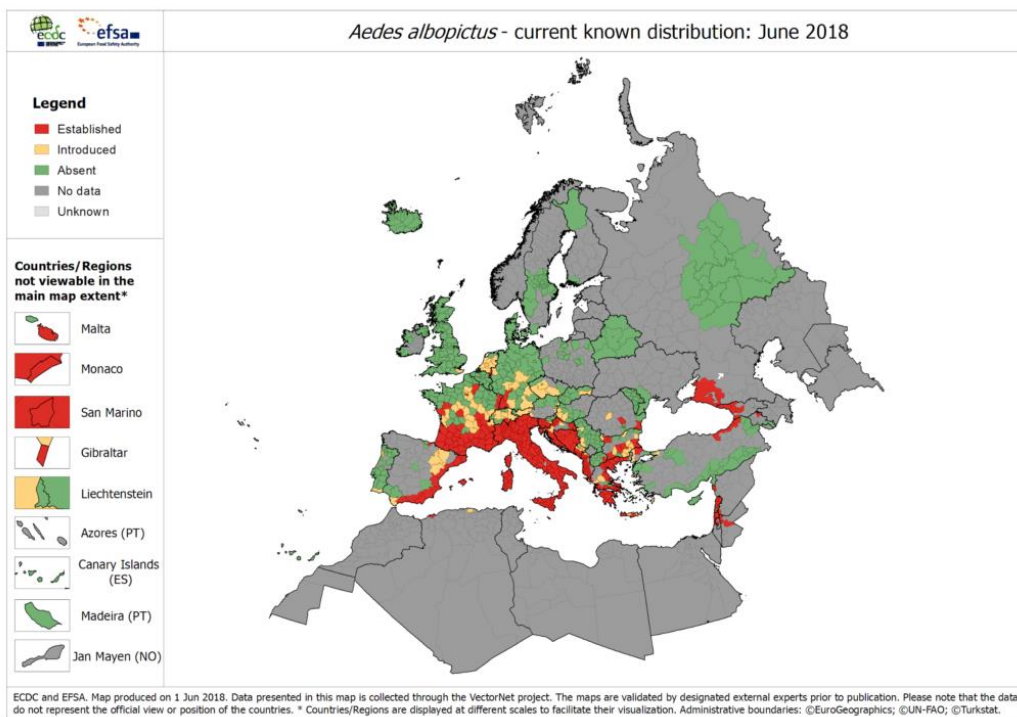 ecdc
efsa
European Food Safety Authority
Aedes albopictus - current known distribution: June 2018
Legend
Established
Introduced
Absent
No data
Unknown
Countries/Regions
not viewable in the
main map extent*
Malta
Monaco
San Marino
Gibraltar
Liechtenstein
Azores (PT)
Canary Islands
(ES)
Madeira (PT)
Jan Mayen (NO)
ECDC and EFSA. Map produced on 1 Jun 2018. Data presented in this map is collected through the VectorNet project. The maps are validated by designated external experts prior to publication. Please note that the data
do not represent the official view or position of the countries. * Countries/Regions are displayed at different scales to facilitate their visualization. Administrative boundaries: ©EuroGeographics; ©UN-FAO; ©Turkstat.